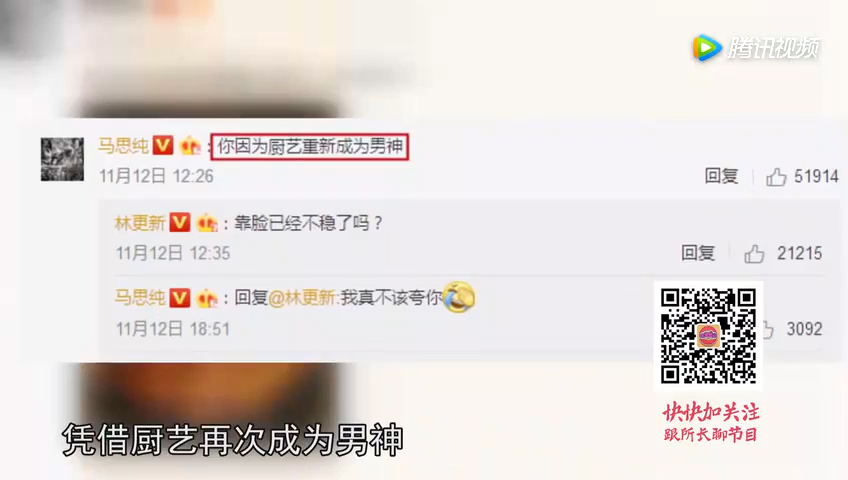 腾讯视频
马思纯 V : 你因为厨艺重新成为男神
11月12日 12:26 回复 51914
林更新 V : 靠脸已经不稳了吗?
11月12日 12:35 回复 21215
马思纯 V : 回复@林更新:我真不该夸你
11月12日 18:51 3092
快快加关注
跟所长聊节目
凭借厨艺再次成为男神